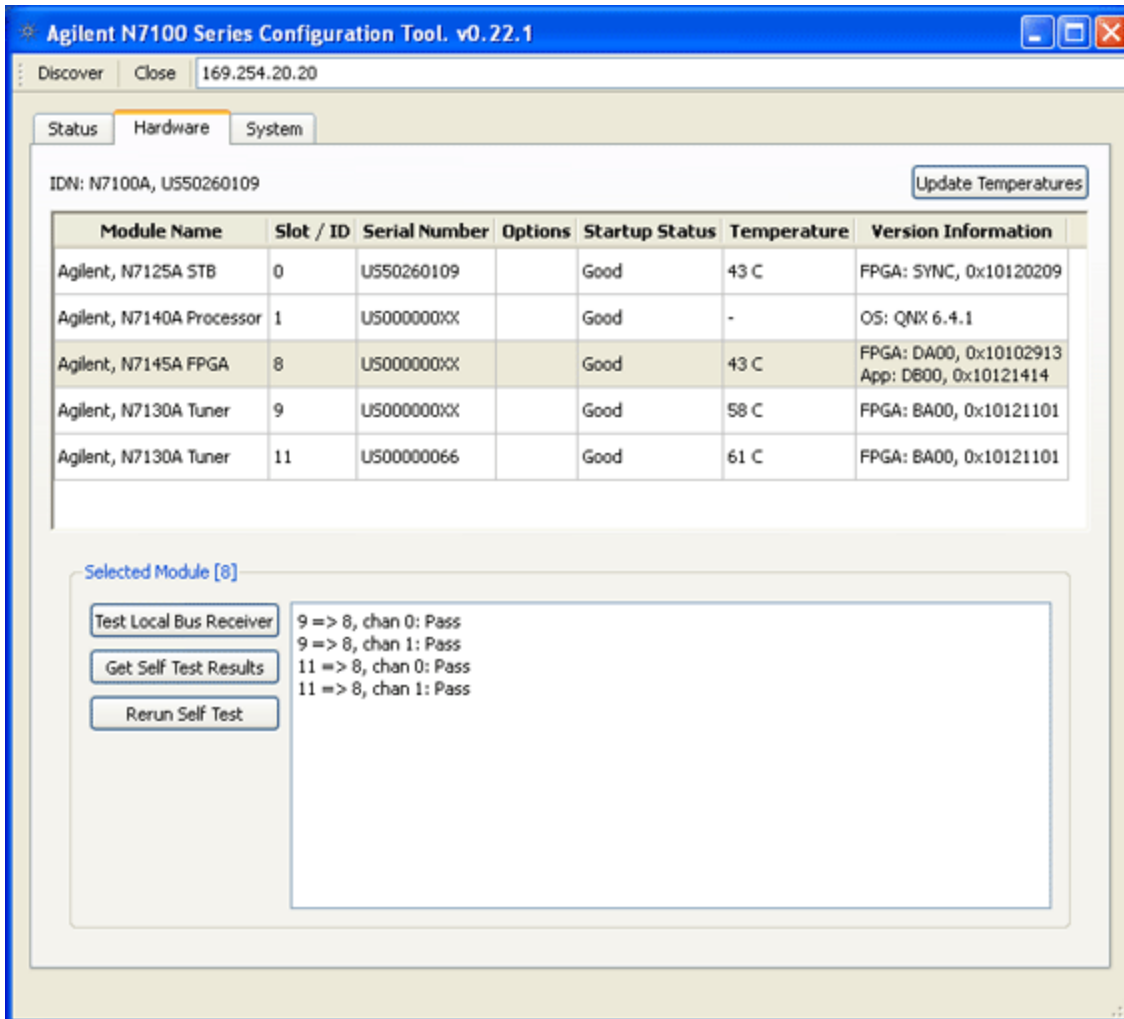 Agilent N7100 Series Configuration Tool. v0.22.1
Discover Close 169.254.20.20
Status Hardware System
IDN: N7100A, US50260109 Update Temperatures
Module Name Slot / ID Serial Number Options Startup Status Temperature Version Information
Agilent, N7125A STB 0 US50260109 Good 43 C FPGA: SYNC, 0x10120209
Agilent, N7140A Processor 1 US000000XX Good - OS: QNX 6.4.1
Agilent, N7145A FPGA 8 US000000XX Good 43 C FPGA: DA00, 0x10102913
App: DB00, 0x10121414
Agilent, N7130A Tuner 9 US000000XX Good 58 C FPGA: BA00, 0x10121101
Agilent, N7130A Tuner 11 US00000066 Good 61 C FPGA: BA00, 0x10121101
Selected Module [8]
Test Local Bus Receiver
Get Self Test Results
Rerun Self Test
9 => 8, chan 0: Pass
9 => 8, chan 1: Pass
11 => 8, chan 0: Pass
11 => 8, chan 1: Pass